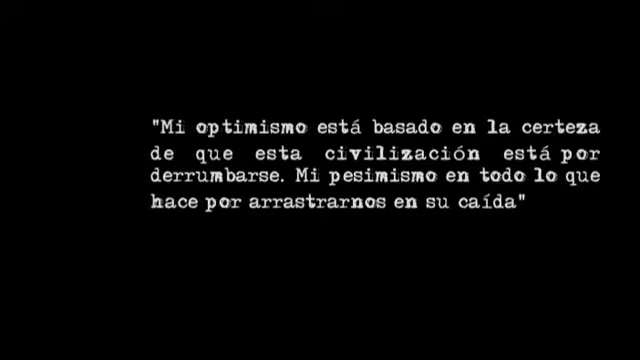 "Mi optimismo está basado en la certeza
de que esta civilización está por
derrumbarse. Mi pesimismo en todo lo que
hace por arrastrarnos en su caída"